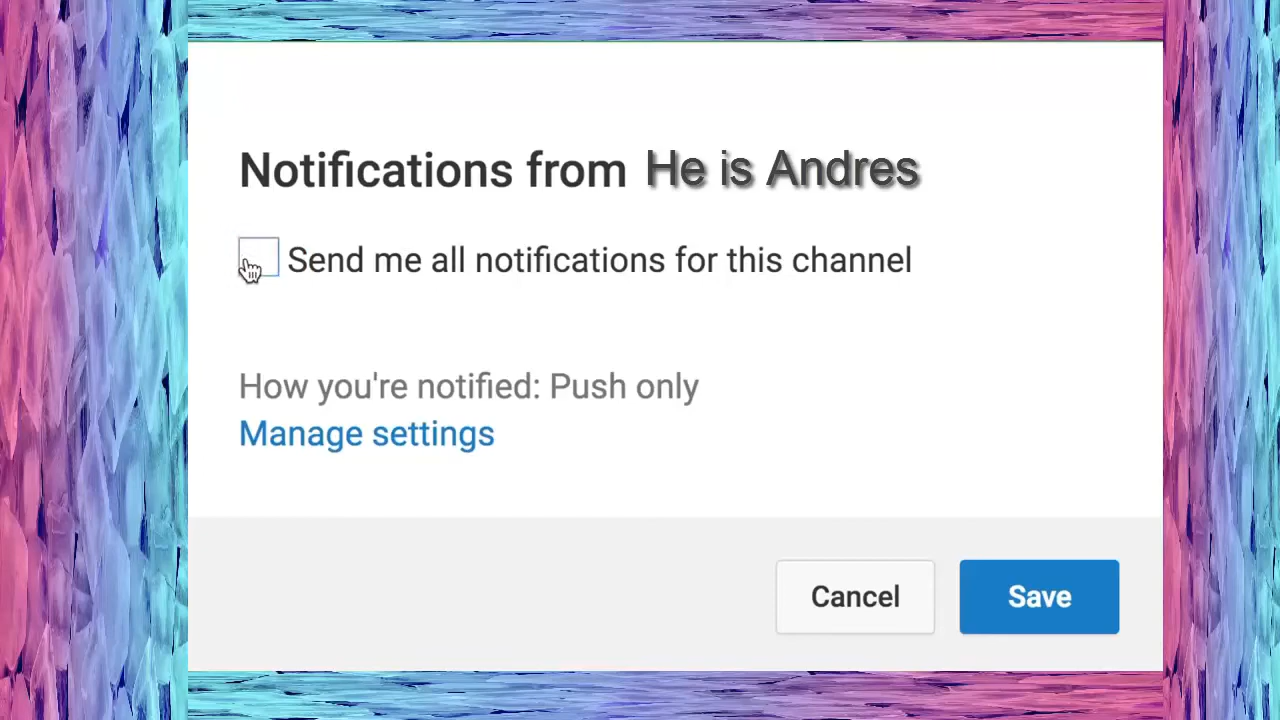 Notifications from He is Andres
Send me all notifications for this channel
How you're notified: Push only
Manage settings
Cancel Save